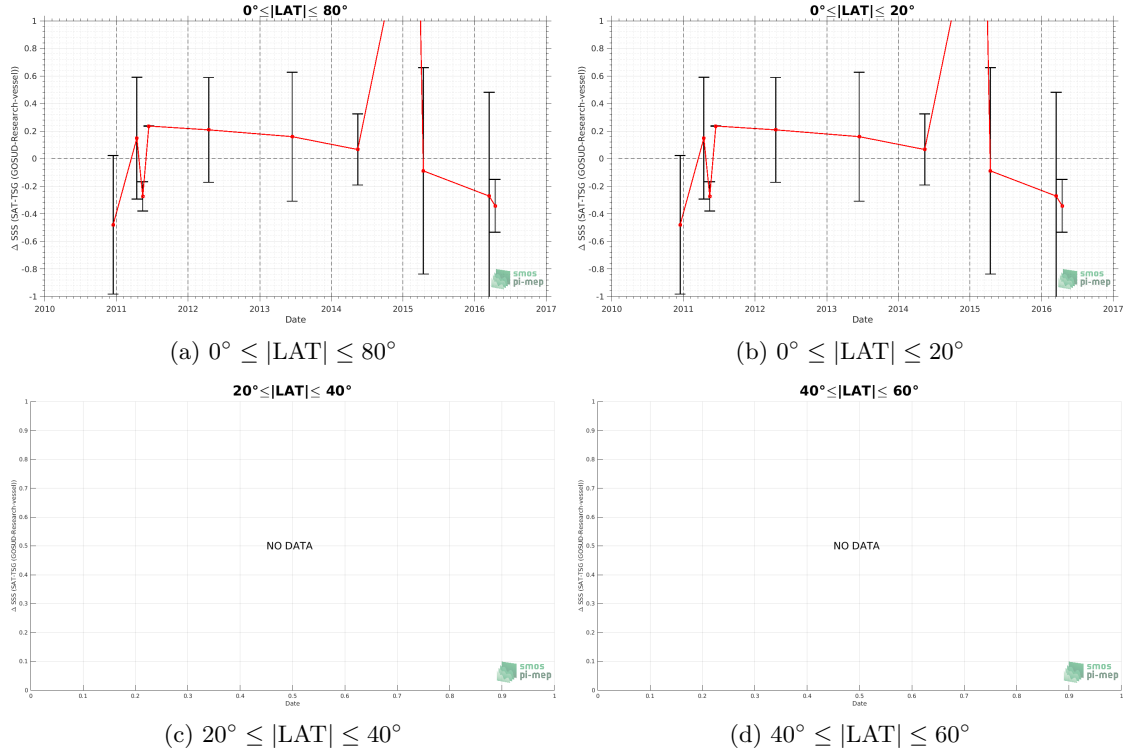 0°≤|LAT|≤ 80°
1
0.8
0.6
0.4
0.2
0
-0.2
-0.4
-0.6
-0.8
-1
Δ SSS (SAT-TSG (GOSUD-Research-vessel))
2010 2011 2012 2013 2014 2015 2016 2017
Date
smos
pi-mep
(a) 0° ≤ |LAT| ≤ 80°
0°≤|LAT|≤ 20°
1
0.8
0.6
0.4
0.2
0
-0.2
-0.4
-0.6
-0.8
-1
Δ SSS (SAT-TSG (GOSUD-Research-vessel))
2010 2011 2012 2013 2014 2015 2016 2017
Date
smos
pi-mep
(b) 0° ≤ |LAT| ≤ 20°
20°≤|LAT|≤ 40°
1
0.9
0.8
0.7
0.6
0.5
0.4
0.3
0.2
0.1
0
Δ SSS (SAT-TSG (GOSUD-Research-vessel))
NO DATA
0 0.1 0.2 0.3 0.4 0.5 0.6 0.7 0.8 0.9 1
Date
smos
pi-mep
(c) 20° ≤ |LAT| ≤ 40°
40°≤|LAT|≤ 60°
1
0.9
0.8
0.7
0.6
0.5
0.4
0.3
0.2
0.1
0
Δ SSS (SAT-TSG (GOSUD-Research-vessel))
NO DATA
0 0.1 0.2 0.3 0.4 0.5 0.6 0.7 0.8 0.9 1
Date
smos
pi-mep
(d) 40° ≤ |LAT| ≤ 60°